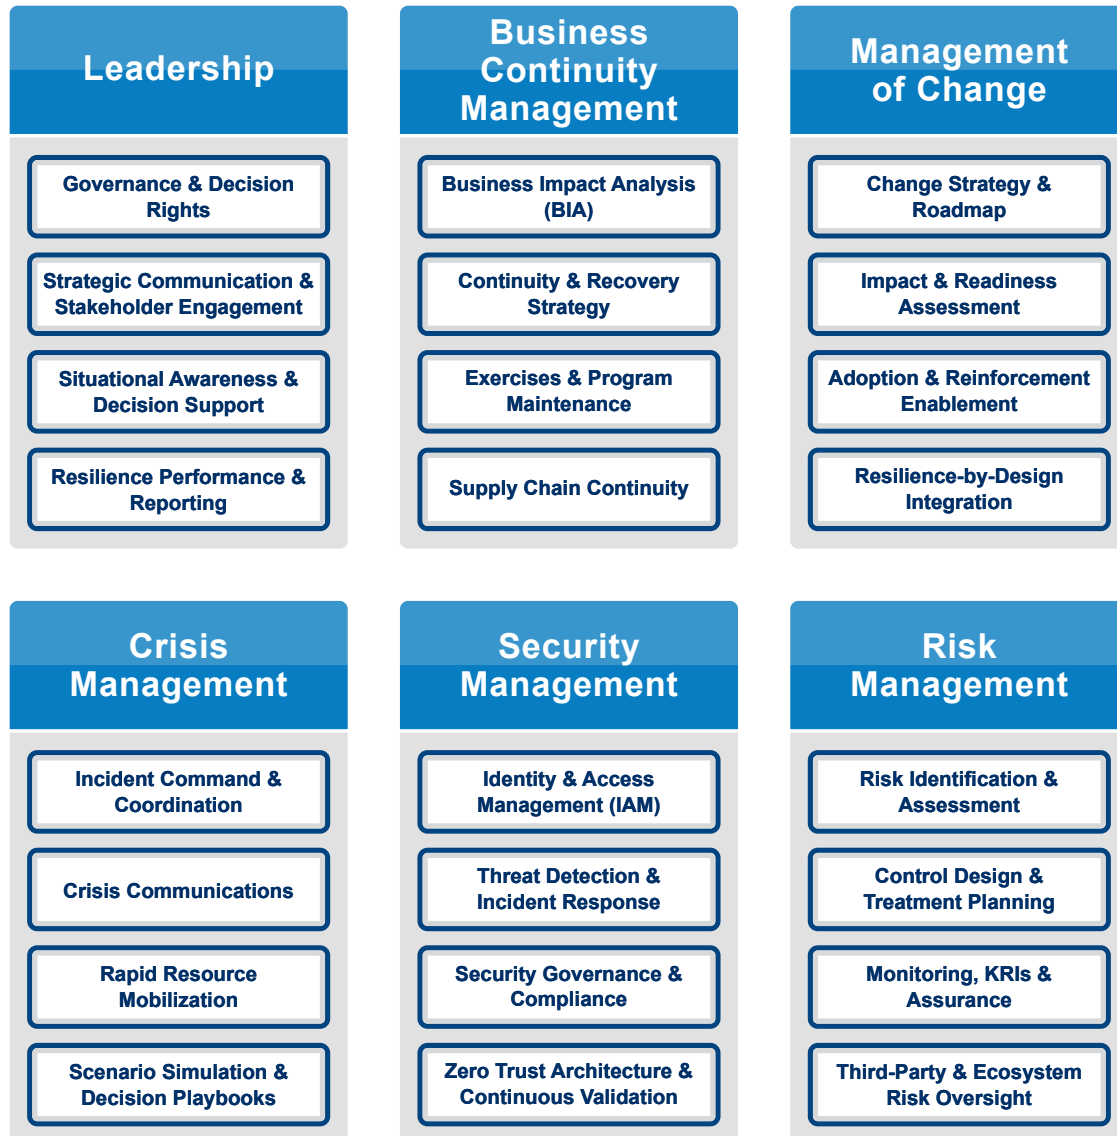 Leadership
Governance & Decision
Rights
Strategic Communication &
Stakeholder Engagement
Situational Awareness &
Decision Support
Resilience Performance &
Reporting
Business
Continuity
Management
Business Impact Analysis
(BIA)
Continuity & Recovery
Strategy
Exercises & Program
Maintenance
Supply Chain Continuity
Management
of Change
Change Strategy &
Roadmap
Impact & Readiness
Assessment
Adoption & Reinforcement
Enablement
Resilience-by-Design
Integration
Crisis
Management
Incident Command &
Coordination
Crisis Communications
Rapid Resource
Mobilization
Scenario Simulation &
Decision Playbooks
Security
Management
Identity & Access
Management (IAM)
Threat Detection &
Incident Response
Security Governance &
Compliance
Zero Trust Architecture &
Continuous Validation
Risk
Management
Risk Identification &
Assessment
Control Design &
Treatment Planning
Monitoring, KRIs &
Assurance
Third-Party & Ecosystem
Risk Oversight